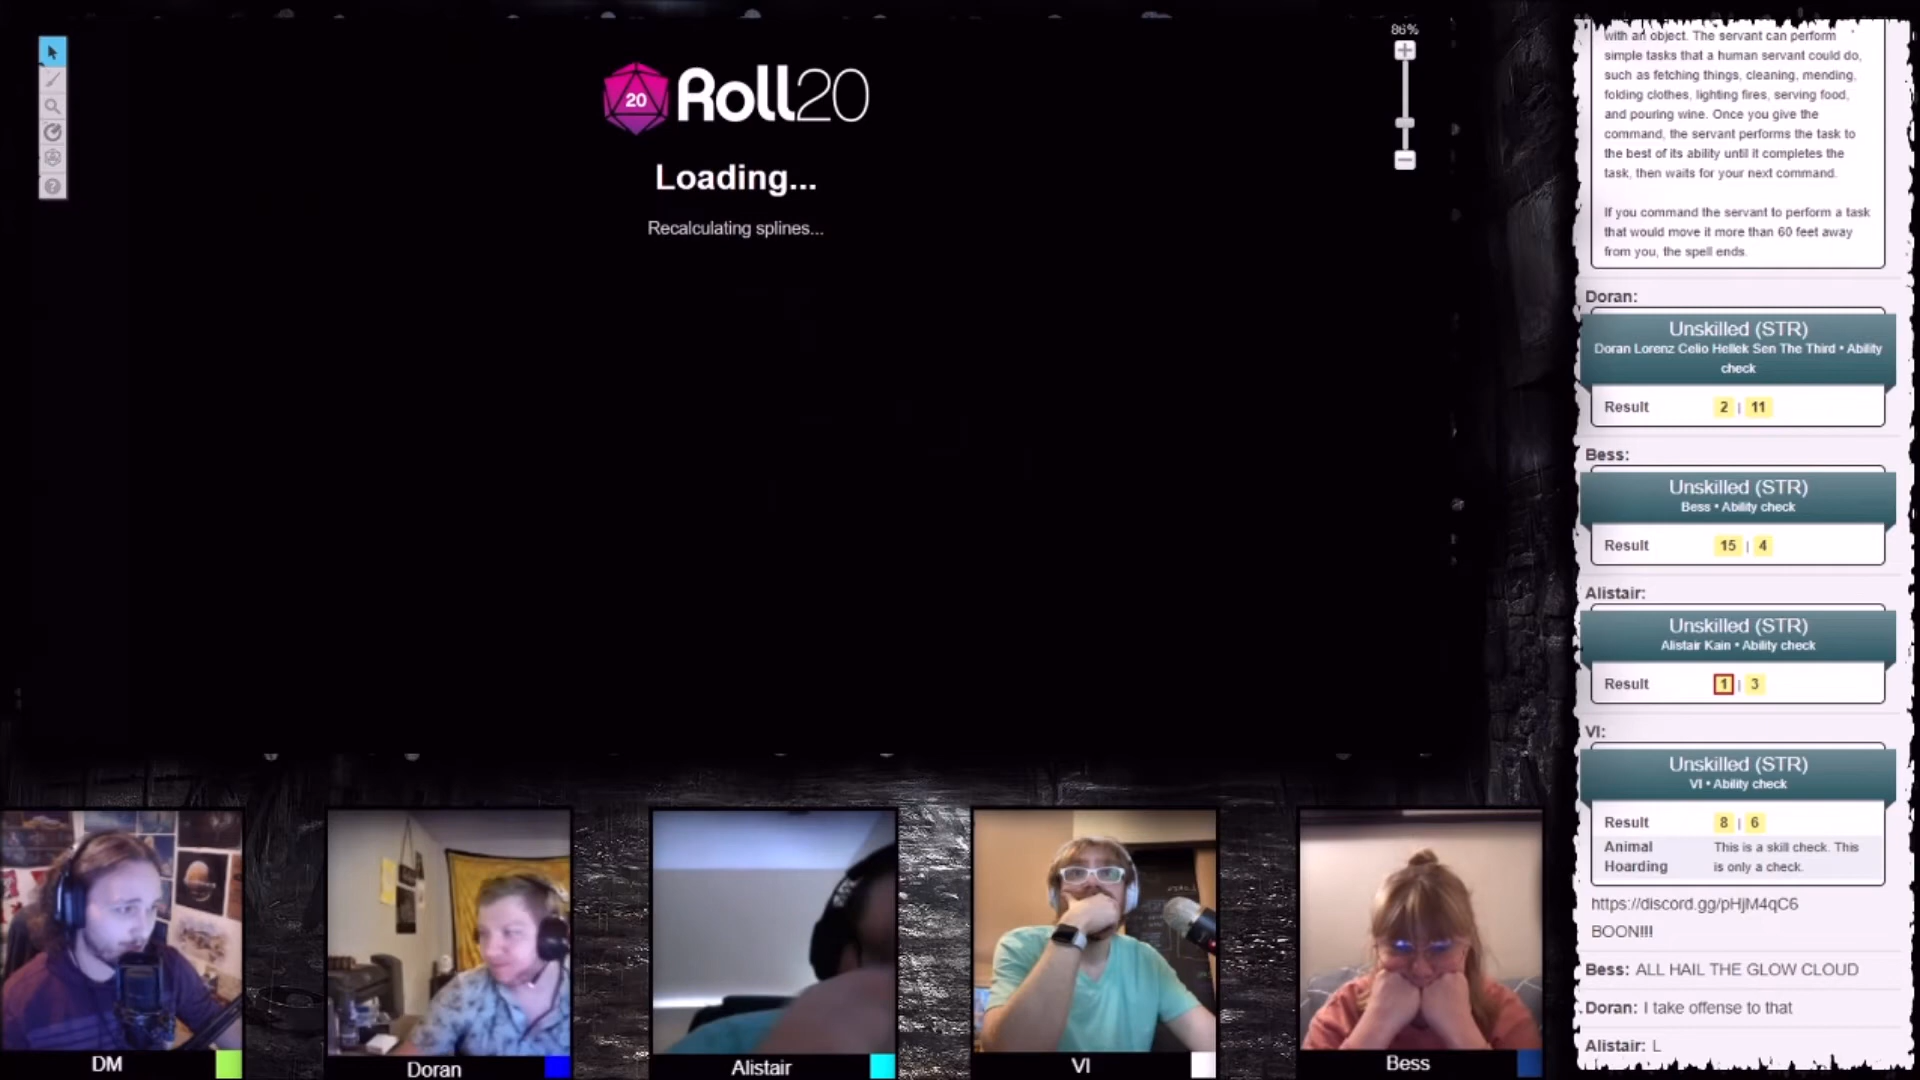 86%
20 Roll20
Loading...
Recalculating splines...
with an object. The servant can perform
simple tasks that a human servant could do,
such as fetching things, cleaning, mending,
folding clothes, lighting fires, serving food,
and pouring wine. Once you give the
command, the servant performs the task to
the best of its ability until it completes the
task, then waits for your next command.
If you command the servant to perform a task
that would move it more than 60 feet away
from you, the spell ends.
Doran:
Unskilled (STR)
Doran Lorenz Celio Hellek Sen The Third • Ability
check
Result 2 | 11
Bess:
Unskilled (STR)
Bess • Ability check
Result 15 | 4
Alistair:
Unskilled (STR)
Alistair Kain • Ability check
Result 1 | 3
VI:
Unskilled (STR)
VI • Ability check
Result 8 | 6
Animal Hoarding
This is a skill check. This
is only a check.
https://discord.gg/pHjM4qC6
BOON!!!
Bess: ALL HAIL THE GLOW CLOUD
Doran: I take offense to that
Alistair: L
DM
Doran
Alistair
VI
Bess